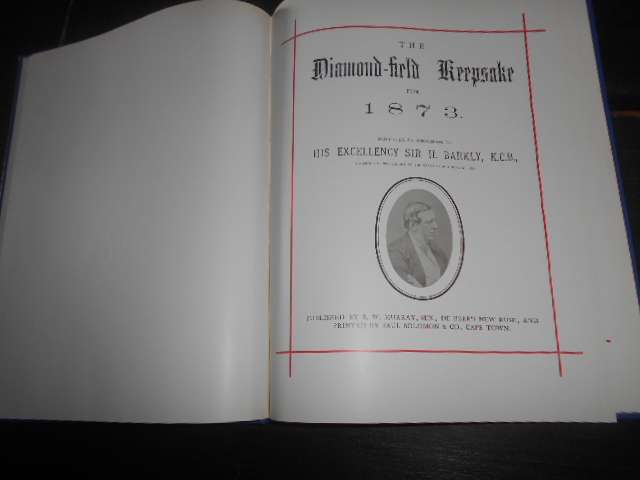 THE
Diamond-field Keepsake
FOR
1873.
HIS EXCELLENCY SIR H. BARKLY, K.C.B.,
PUBLISHED BY R. W. MURRAY, SEN., DE BEER'S NEW RUSH, AND
PRINTED BY SAUL SOLOMON & CO., CAPE TOWN.